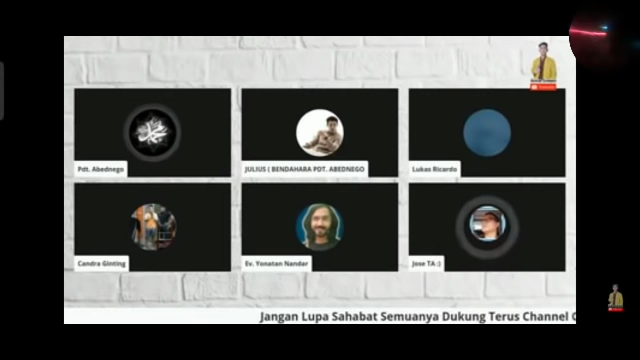 Pdt. Abednego
JULIUS ( BENDAHARA PDT. ABEDNEGO
Lukas Ricardo
Candra Ginting
Ev. Yonatan Nandar
Jose TA :)
Jangan Lupa Sahabat Semuanya Dukung Terus Channel